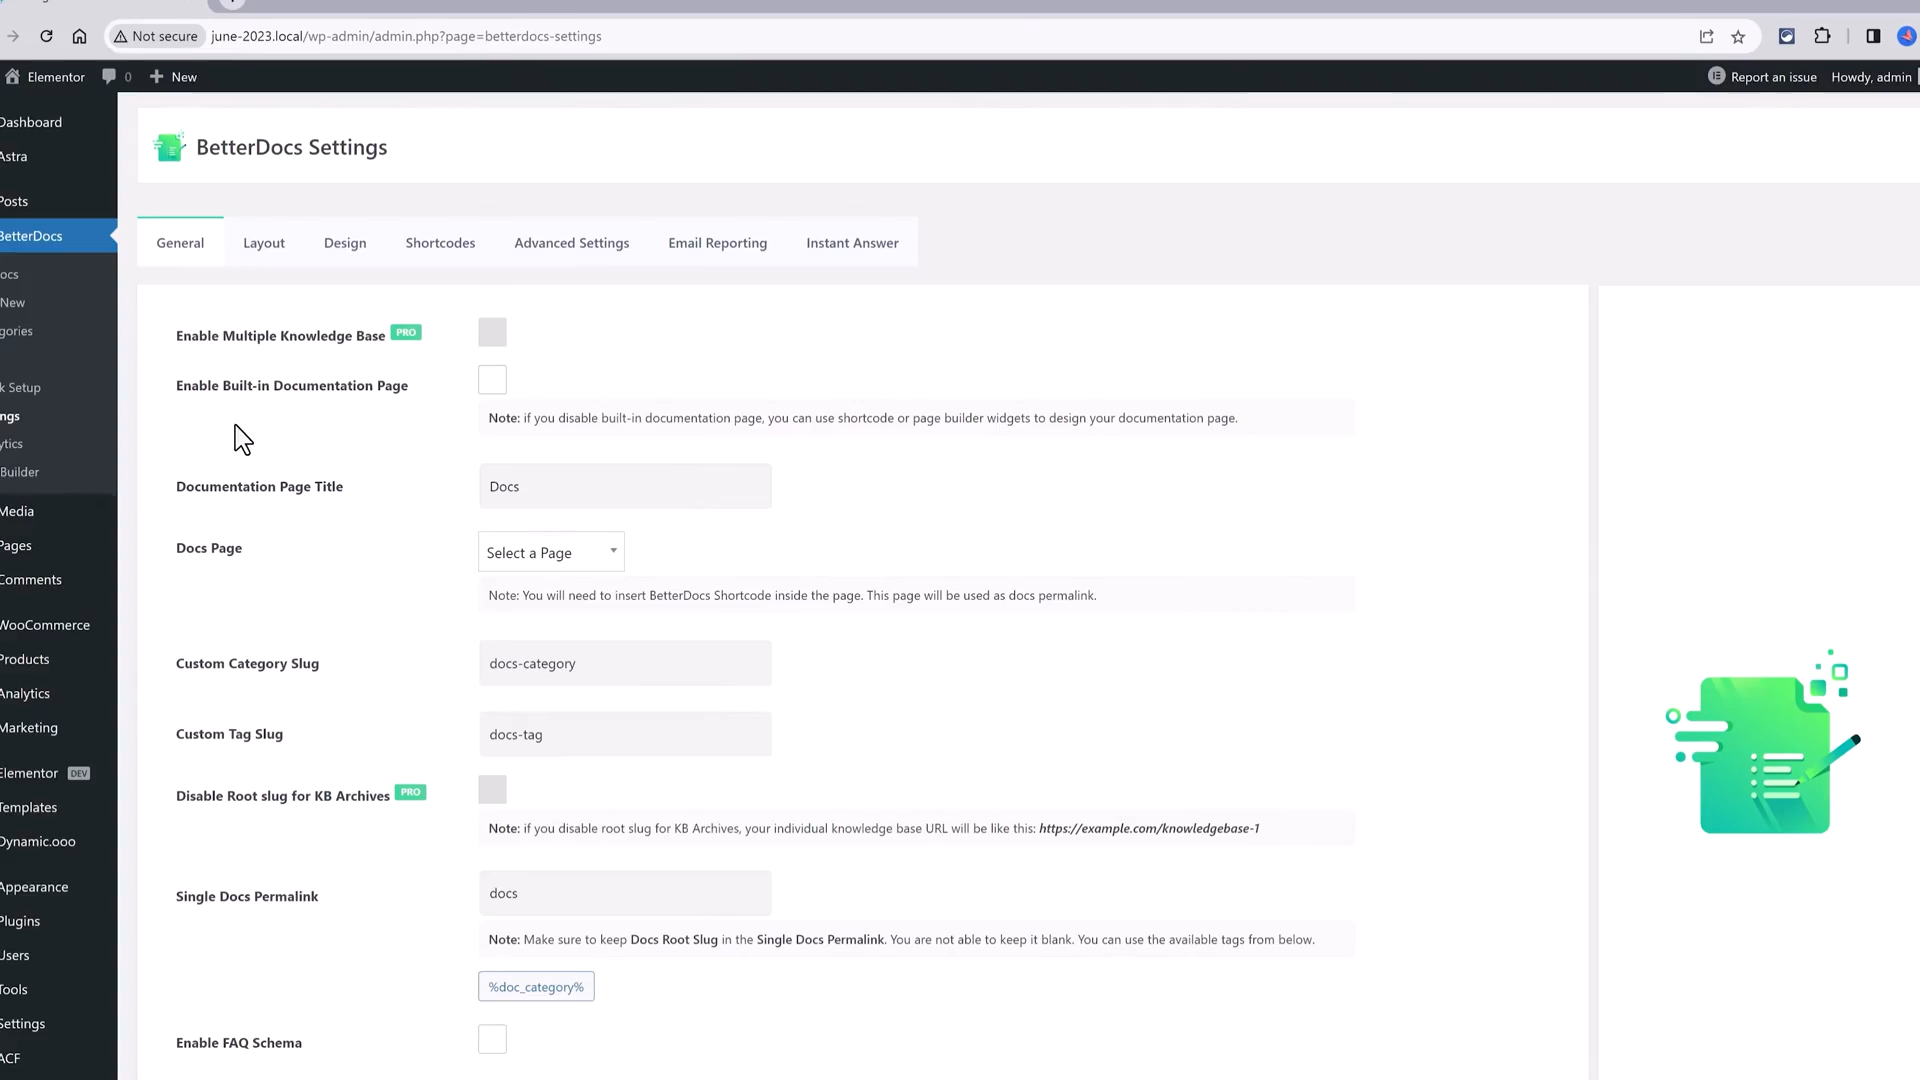 Not secure june-2023.local/wp-admin/admin.php?page=betterdocs-settings
Elementor 0 New Report an issue Howdy, admin
Dashboard
Astra
Posts
BetterDocs
ocs
New
gories
k Setup
ngs
ytics
Builder
Media
Pages
Comments
WooCommerce
Products
Analytics
Marketing
Elementor DEV
Templates
Dynamic.ooo
Appearance
Plugins
Users
Tools
Settings
ACF
BetterDocs Settings
General Layout Design Shortcodes Advanced Settings Email Reporting Instant Answer
Enable Multiple Knowledge Base PRO
Enable Built-in Documentation Page
Note: if you disable built-in documentation page, you can use shortcode or page builder widgets to design your documentation page.
Documentation Page Title Docs
Docs Page Select a Page
Note: You will need to insert BetterDocs Shortcode inside the page. This page will be used as docs permalink.
Custom Category Slug docs-category
Custom Tag Slug docs-tag
Disable Root slug for KB Archives PRO
Note: if you disable root slug for KB Archives, your individual knowledge base URL will be like this: https://example.com/knowledgebase-1
Single Docs Permalink docs
Note: Make sure to keep Docs Root Slug in the Single Docs Permalink. You are not able to keep it blank. You can use the available tags from below.
%doc_category%
Enable FAQ Schema